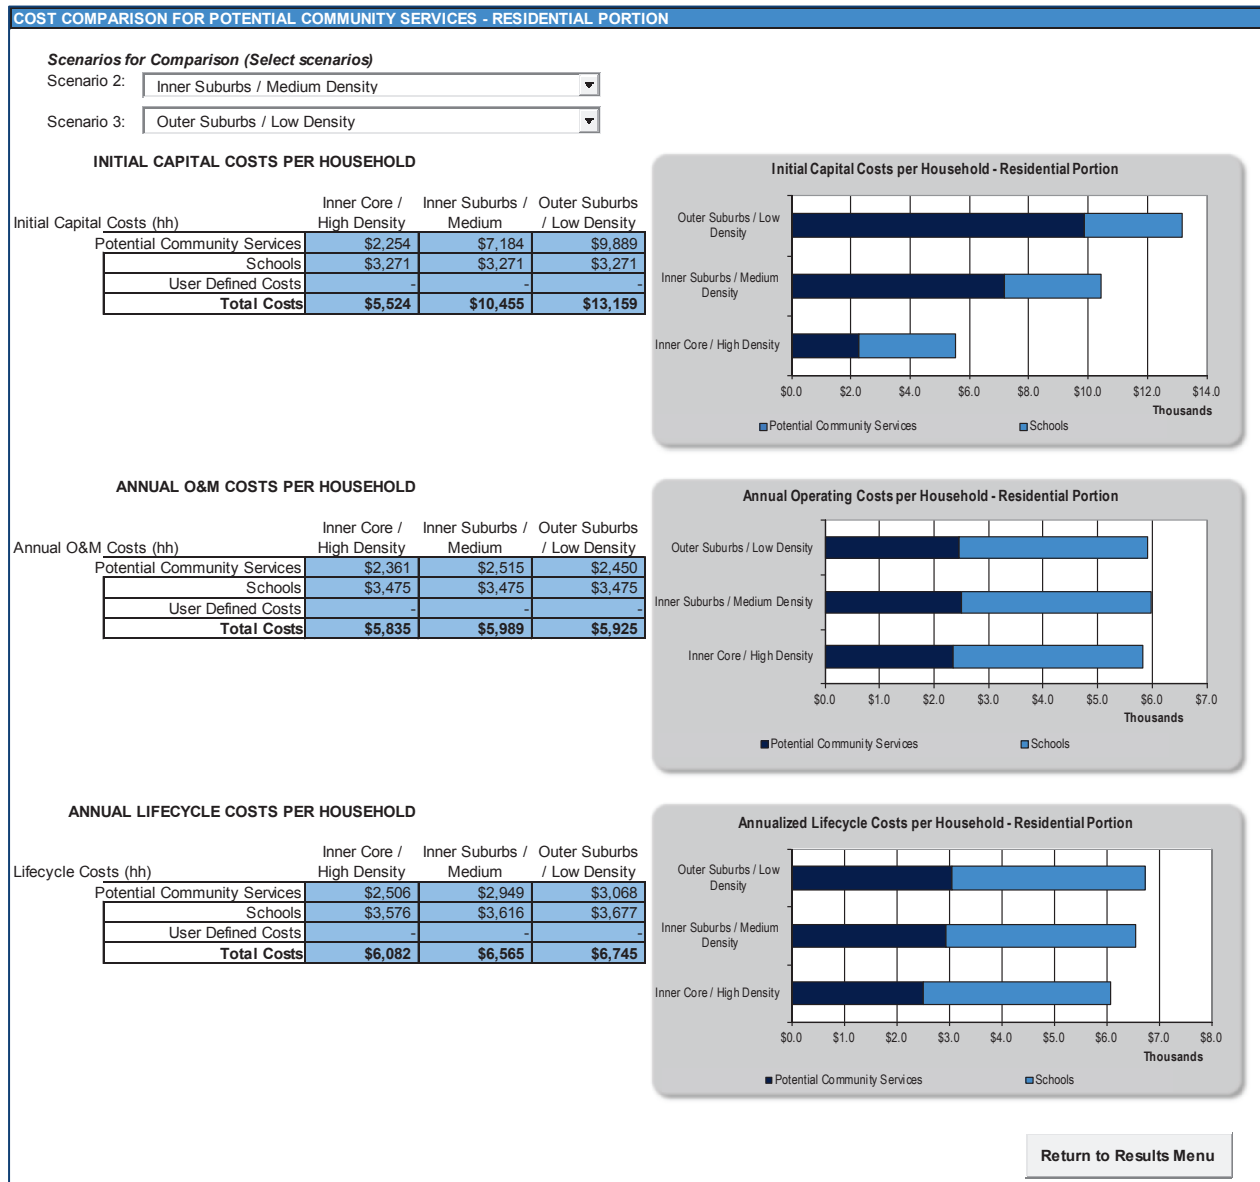 COST COMPARISON FOR POTENTIAL COMMUNITY SERVICES - RESIDENTIAL PORTION
Scenarios for Comparison (Select scenarios)
Scenario 2: Inner Suburbs / Medium Density
Scenario 3: Outer Suburbs / Low Density
INITIAL CAPITAL COSTS PER HOUSEHOLD
Inner Core / Inner Suburbs / Outer Suburbs
Initial Capital Costs (hh) High Density Medium / Low Density
Potential Community Services $2,254 $7,184 $9,889
Schools $3,271 $3,271 $3,271
User Defined Costs - - -
Total Costs $5,524 $10,455 $13,159
Initial Capital Costs per Household - Residential Portion
Outer Suburbs / Low
Density
Inner Suburbs / Medium
Density
Inner Core / High Density
$0.0 $2.0 $4.0 $6.0 $8.0 $10.0 $12.0 $14.0
Thousands
Potential Community Services Schools
ANNUAL O&M COSTS PER HOUSEHOLD
Inner Core / Inner Suburbs / Outer Suburbs
Annual O&M Costs (hh) High Density Medium / Low Density
Potential Community Services $2,361 $2,515 $2,450
Schools $3,475 $3,475 $3,475
User Defined Costs - - -
Total Costs $5,835 $5,989 $5,925
Annual Operating Costs per Household - Residential Portion
Outer Suburbs / Low Density
Inner Suburbs / Medium Density
Inner Core / High Density
$0.0 $1.0 $2.0 $3.0 $4.0 $5.0 $6.0 $7.0
Thousands
Potential Community Services Schools
ANNUAL LIFECYCLE COSTS PER HOUSEHOLD
Inner Core / Inner Suburbs / Outer Suburbs
Lifecycle Costs (hh) High Density Medium / Low Density
Potential Community Services $2,506 $2,949 $3,068
Schools $3,576 $3,616 $3,677
User Defined Costs - - -
Total Costs $6,082 $6,565 $6,745
Annualized Lifecycle Costs per Household - Residential Portion
Outer Suburbs / Low
Density
Inner Suburbs / Medium
Density
Inner Core / High Density
$0.0 $1.0 $2.0 $3.0 $4.0 $5.0 $6.0 $7.0 $8.0
Thousands
Potential Community Services Schools
Return to Results Menu